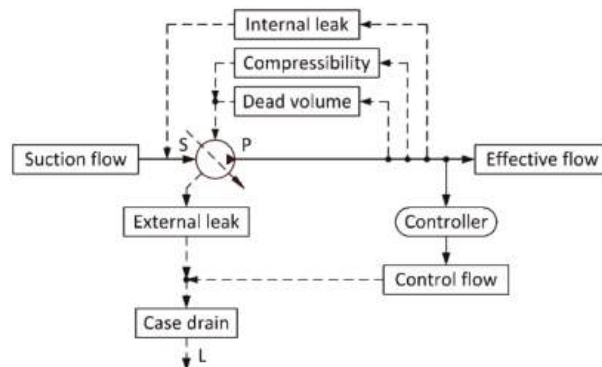 Internal leak
Compressibility
Dead volume
S
P
Suction flow
Effective flow
External leak
Controller
Control flow
Case drain
L